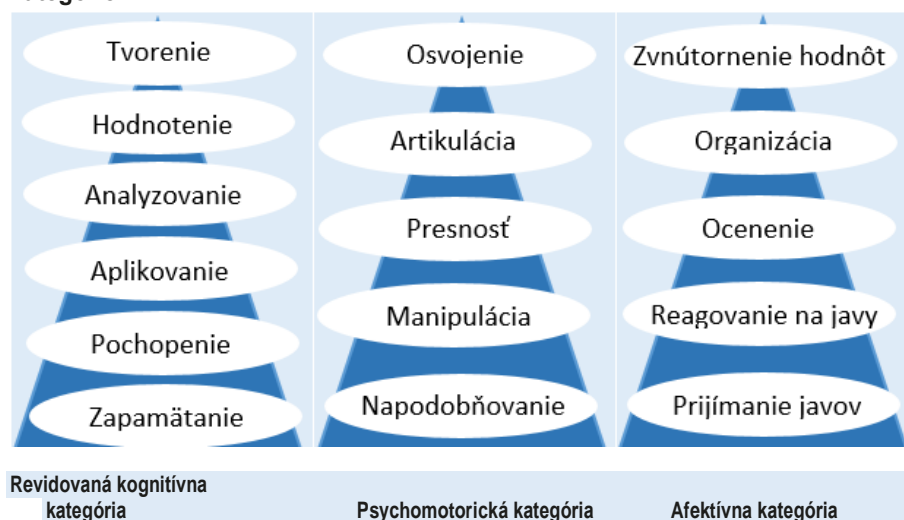 Tvorenie
Hodnotenie
Analyzovanie
Aplikovanie
Pochopenie
Zapamätanie
Osvojenie
Artikulácia
Presnosť
Manipulácia
Napodobňovanie
Zvnútornenie hodnôt
Organizácia
Ocenenie
Reagovanie na javy
Prijímanie javov
Revidovaná kognitívna
kategória
Psychomotorická kategória
Afektívna kategória